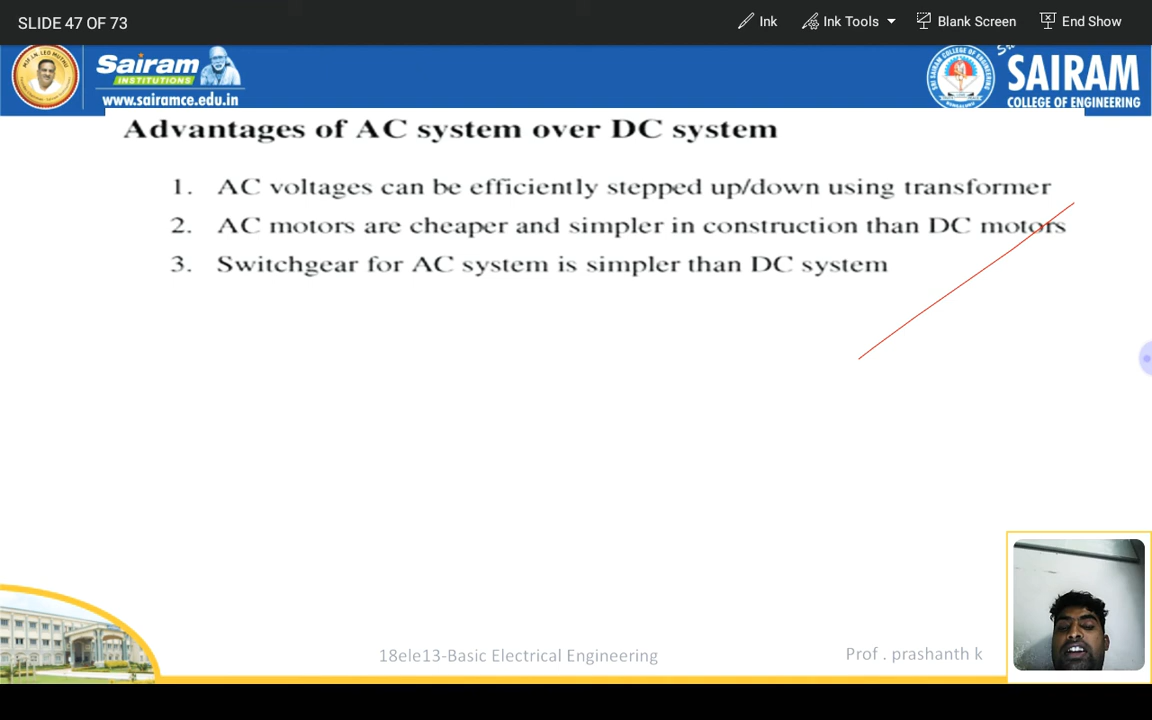 SLIDE 47 OF 73
Ink
Ink Tools
Blank Screen
End Show
Sairam
INSTITUTIONS
www.sairamce.edu.in
SAIRAM
COLLEGE OF ENGINEERING
Advantages of AC system over DC system
1. AC voltages can be efficiently stepped up/down using transformer
2. AC motors are cheaper and simpler in construction than DC motors
3. Switchgear for AC system is simpler than DC system
18ele13-Basic Electrical Engineering
Prof . prashanth k